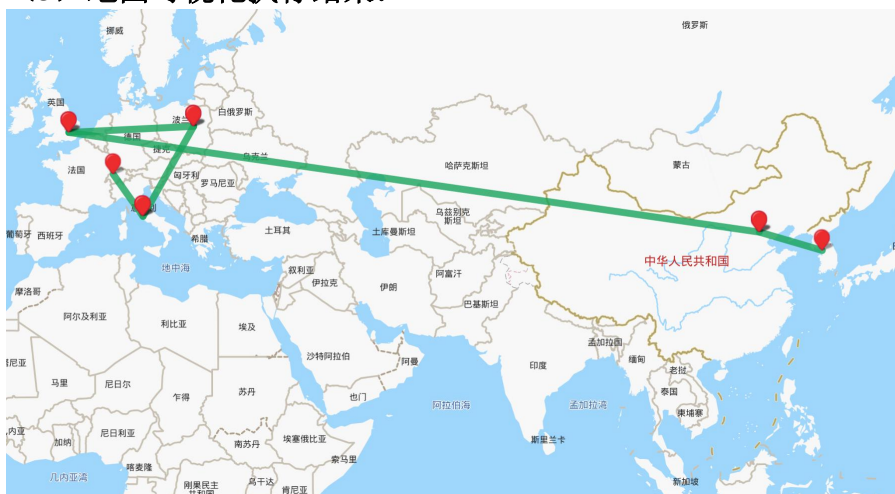 挪威
俄罗斯
英国
波兰
白俄罗斯
德国
捷克
乌克兰
法国
匈牙利
哈萨克斯坦
蒙古
罗马尼亚
葡萄牙
西班牙
希腊
土耳其
乌兹别克
斯坦
土库曼斯坦
中华人民共和国
地中海
叙利亚
伊拉克
伊朗
阿富汗
巴基斯坦
摩洛哥
阿尔及利亚
利比亚
埃及
沙特阿拉伯
阿曼
印度
孟加拉国
缅甸
老挝
泰国
柬埔寨
马里
尼日尔
乍得
苏丹
也门
阿拉伯海
孟加拉湾
加纳
尼日利亚
南苏丹
埃塞俄比亚
索马里
斯里兰卡
几内亚湾
喀麦隆
刚果民主
乌干达
肯尼亚
新加坡